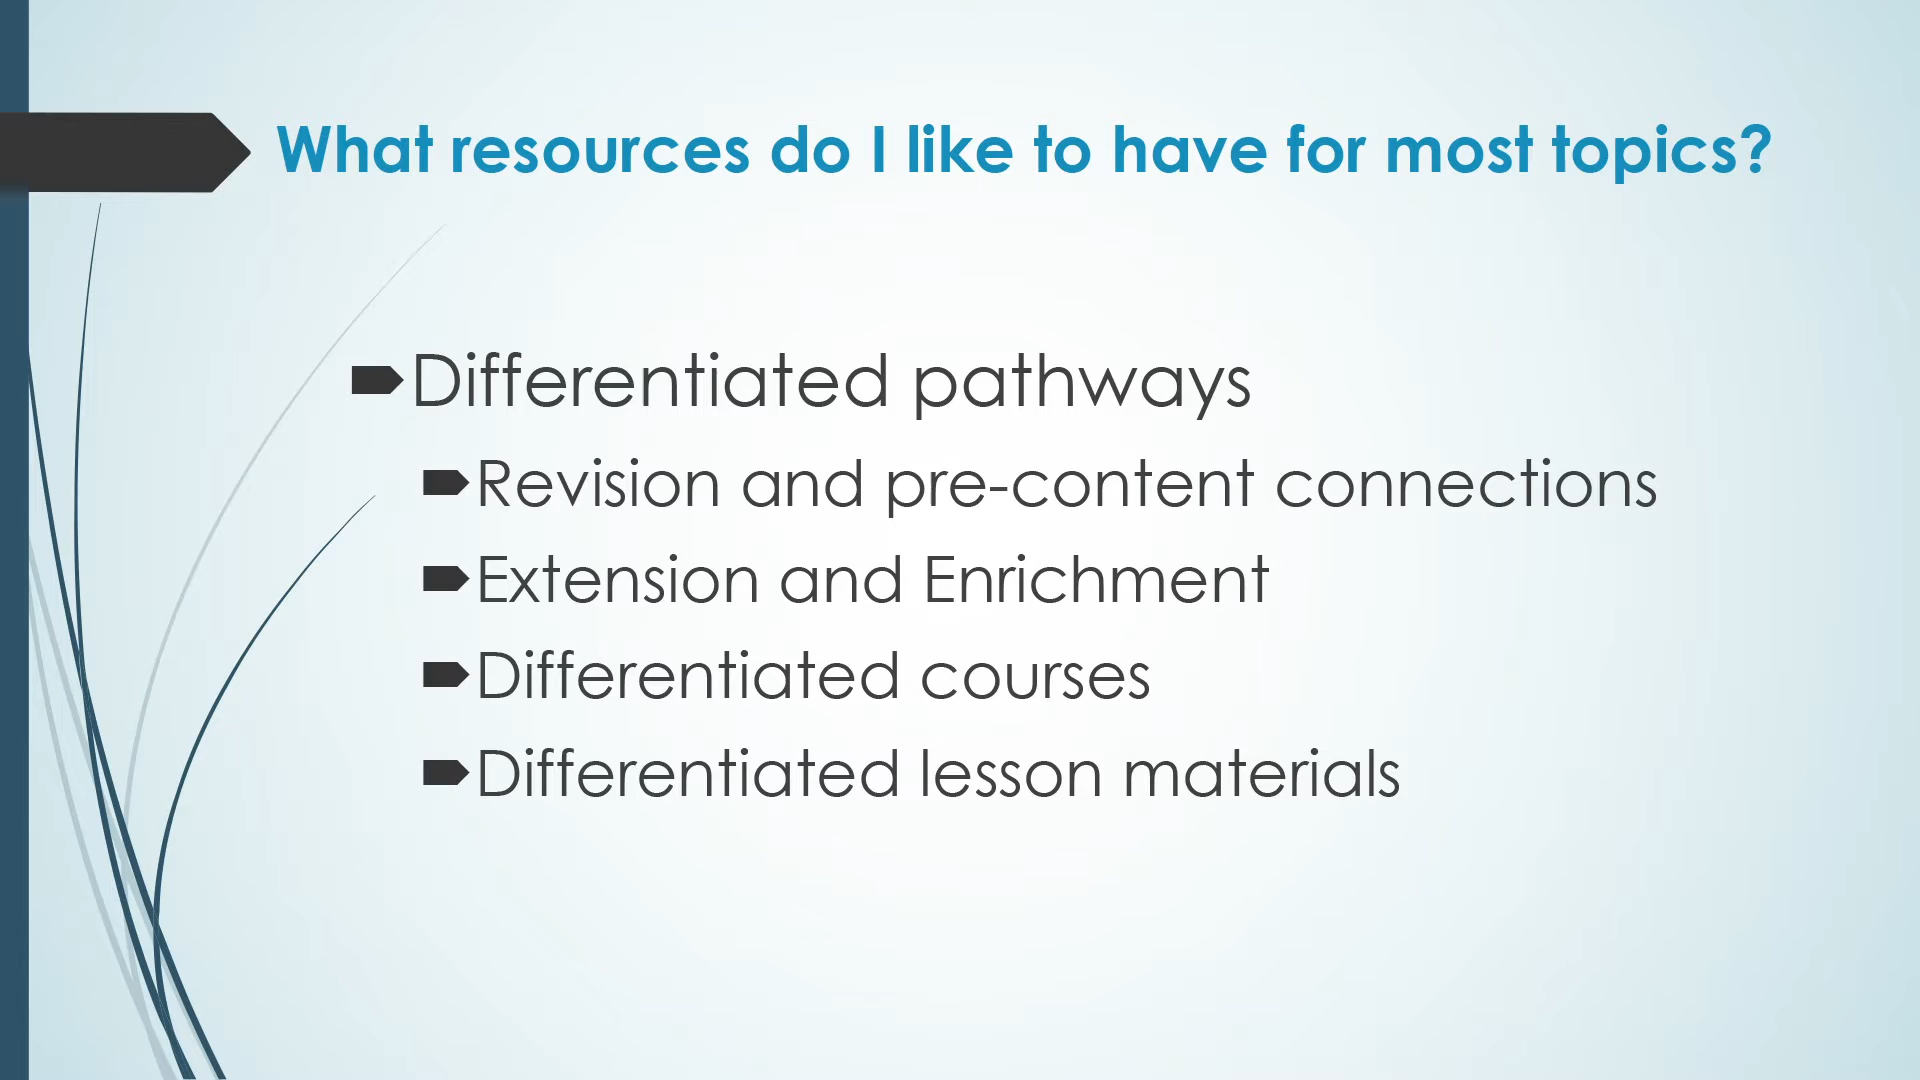 What resources do I like to have for most topics?
Differentiated pathways
Revision and pre-content connections
Extension and Enrichment
Differentiated courses
Differentiated lesson materials